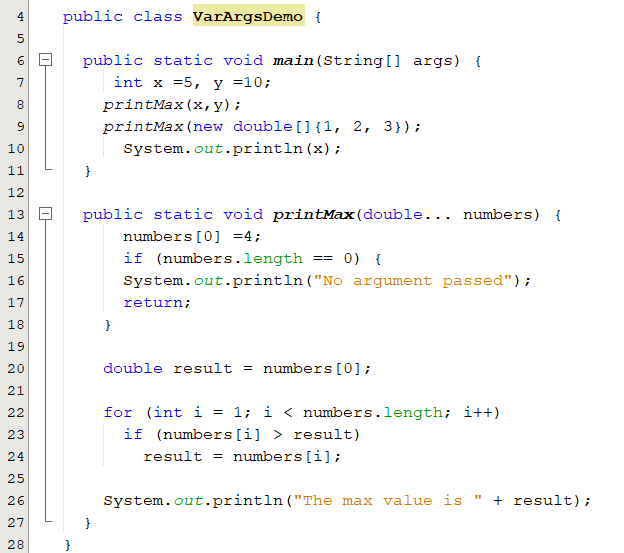 4 public class VarArgsDemo {
5
6 public static void main(String[] args) {
7 int x =5, y =10;
8 printMax(x,y);
9 printMax(new double[]{1, 2, 3});
10 System.out.println(x);
11 }
12
13 public static void printMax(double... numbers) {
14 numbers[0] =4;
15 if (numbers.length == 0) {
16 System.out.println("No argument passed");
17 return;
18 }
19
20 double result = numbers[0];
21
22 for (int i = 1; i < numbers.length; i++)
23 if (numbers[i] > result)
24 result = numbers[i];
25
26 System.out.println("The max value is " + result);
27 }
28 }